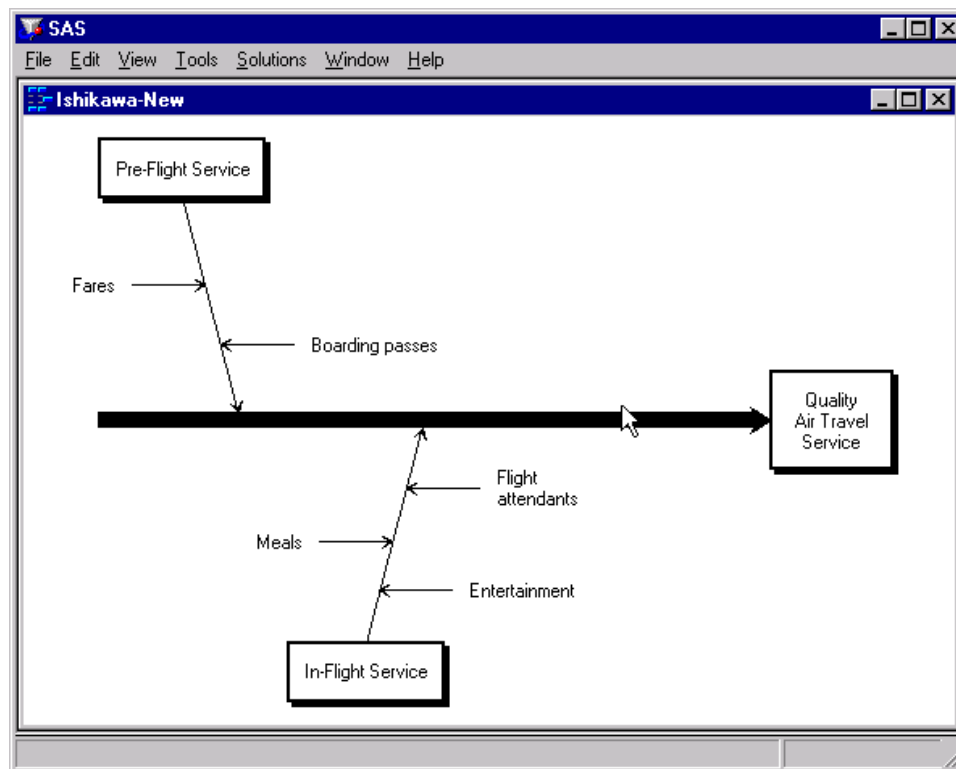 SAS
File Edit View Tools Solutions Window Help
Ishikawa-New
Pre-Flight Service
Fares
Boarding passes
Quality
Air Travel
Service
Flight
attendants
Meals
Entertainment
In-Flight Service